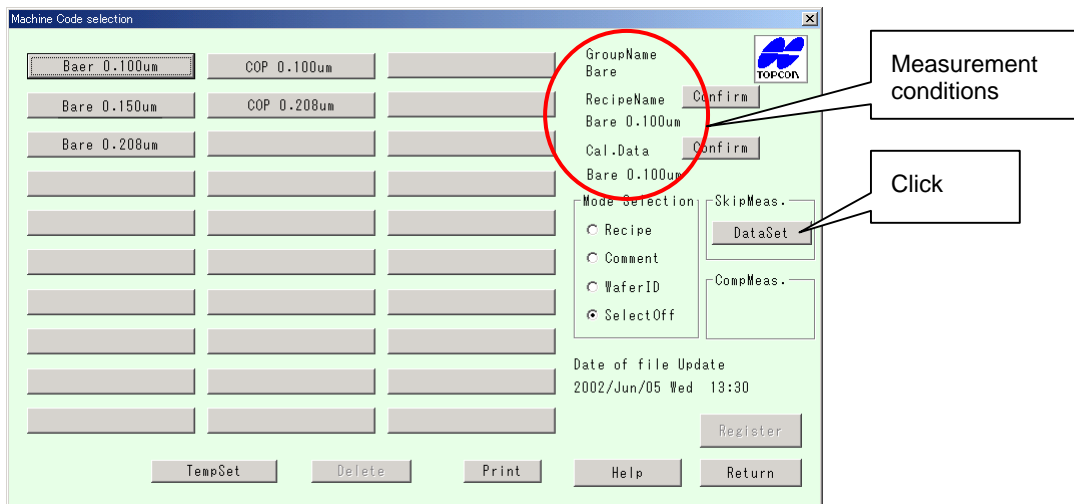 Machine Code selection
Baer 0.100um
COP 0.100um
Bare 0.150um
COP 0.208um
Bare 0.208um
GroupName
Bare
RecipeName
Confirm
Bare 0.100um
Cal.Data
Confirm
Bare 0.100um
TOPCON
Mode Selection
Recipe
Comment
WaferID
SelectOff
SkipMeas.
DataSet
CompMeas.
Date of file Update
2002/Jun/05 Wed 13:30
Register
TempSet
Delete
Print
Help
Return
Measurement
conditions
Click